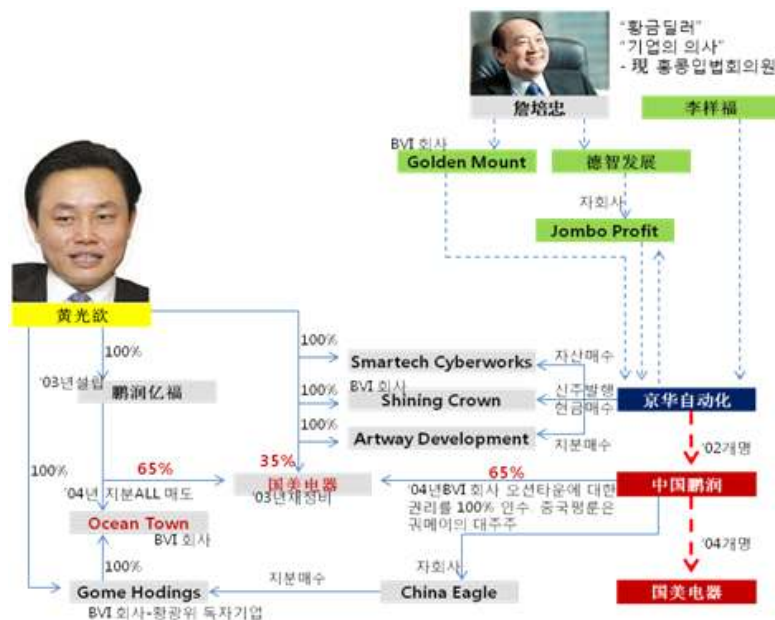 “황금딜러”
“기업의 의사”
- 現 홍콩입법회의원
詹培忠
李样福
BVI 회사
Golden Mount
德智发展
자회사
Jombo Profit
黄光欲
100%
100%
Smartech Cyberworks
자산매수
'03년설립
鹏润亿福
100%
BVI 회사
Shining Crown
신주발행
현금매수
京华自动化
100%
Artway Development
지분매수
'02개명
100%
65%
35%
65%
'04년 지분ALL 매도
国美电器
'03년재정비
'04년BVI 회사 오션타운에 대한
권리를 100% 인수. 중국펑룬은
궈메이의 대주주
中国鹏润
Ocean Town
BVI 회사
'04개명
100%
지분매수
자회사
Gome Hodings
China Eagle
国美电器
BVI 회사-황광위 독자기업